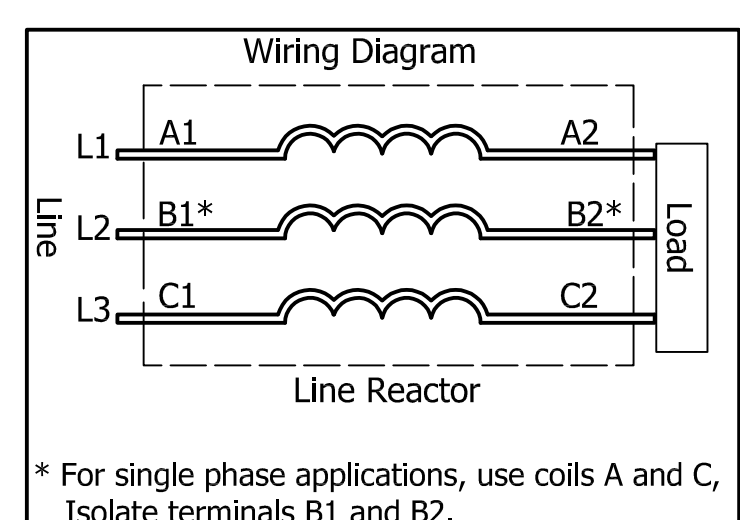 Wiring Diagram
L1 A1 A2
Line
L2 B1* B2*
Load
L3 C1 C2
Line Reactor
* For single phase applications, use coils A and C,
Isolate terminals B1 and B2.